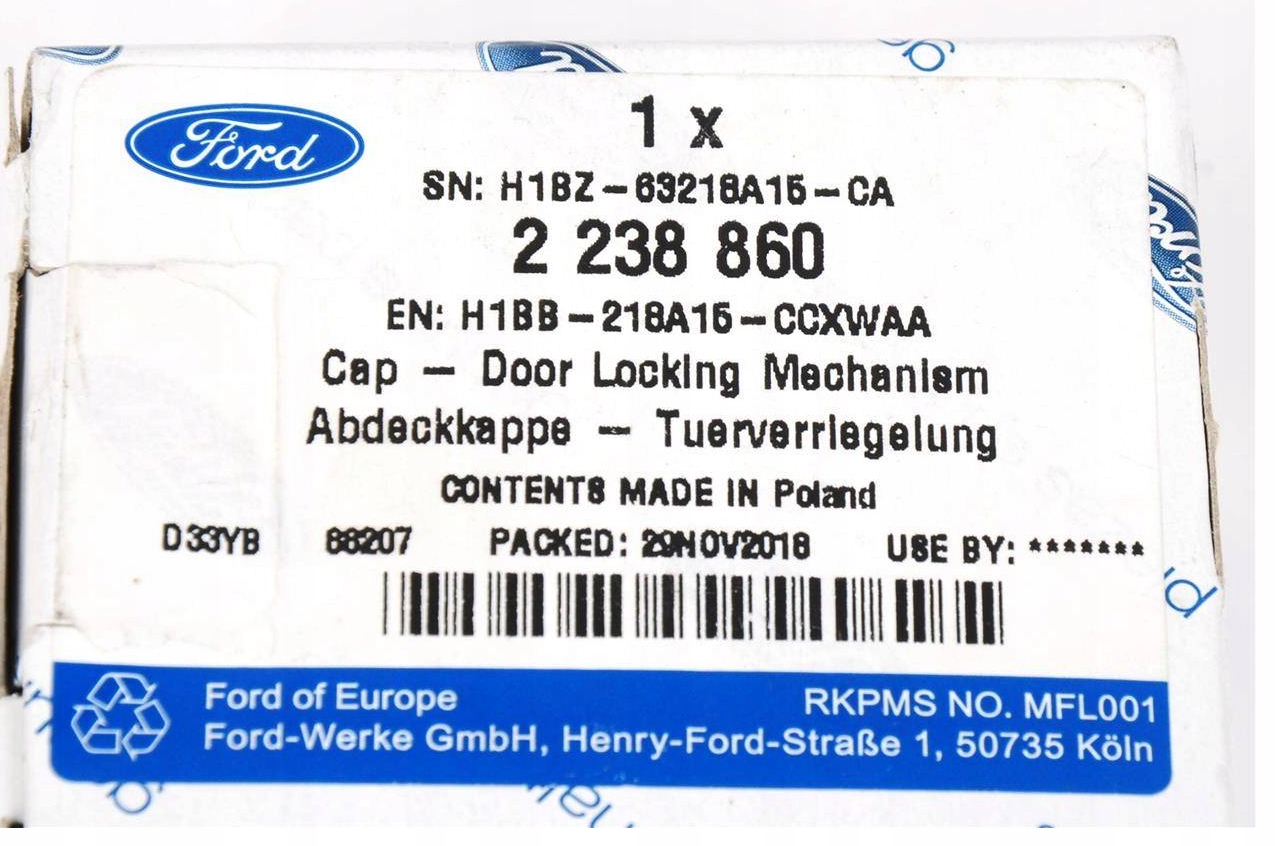 Ford
1 x
SN: H1BZ-63218A15-CA
2 238 860
EN: H1BB-218A15-CCXWAA
Cap - Door Locking Mechanism
Abdeckkappe - Tuerverriegelung
CONTENTS MADE IN Poland
D33YB 88207 PACKED: 29NOV2018 USE BY: *******
Ford of Europe RKPMS NO. MFL001
Ford-Werke GmbH, Henry-Ford-Straße 1, 50735 Köln